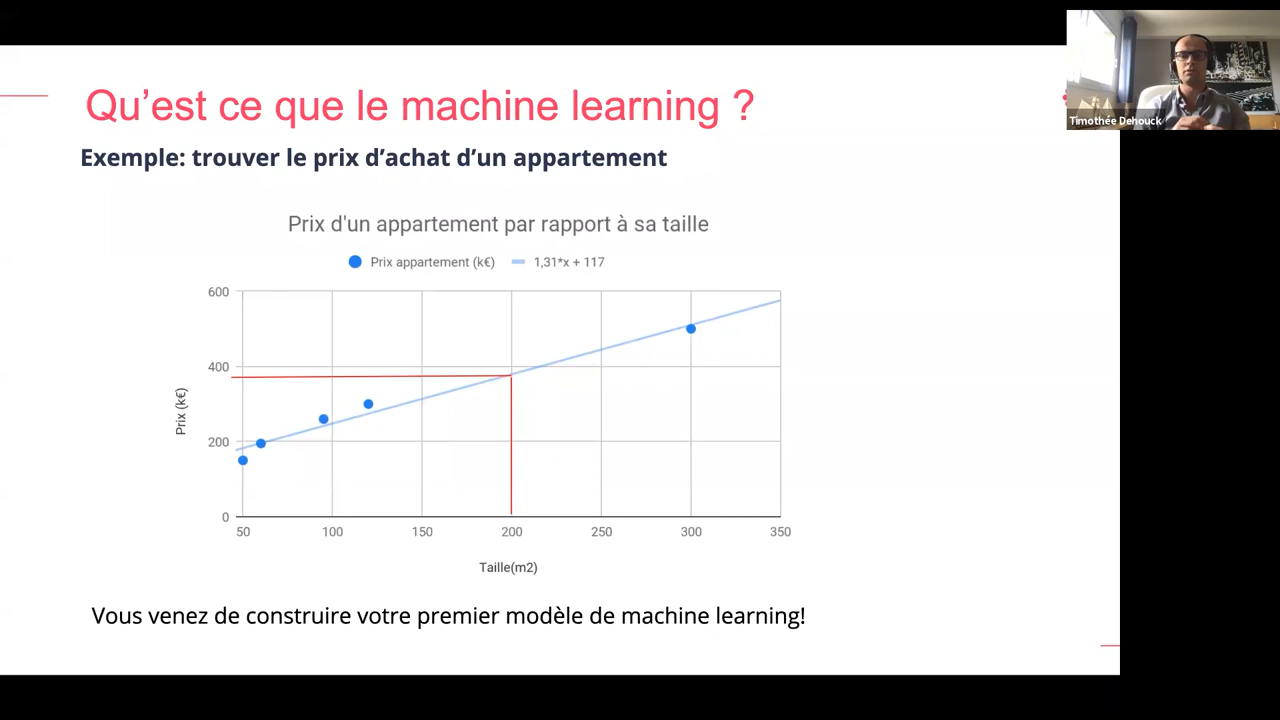 Qu’est ce que le machine learning ?
Timothée Dehouck
Exemple: trouver le prix d’achat d’un appartement
Prix d'un appartement par rapport à sa taille
Prix appartement (k€) 1,31*x + 117
600
400
200
0
Prix (k€)
50 100 150 200 250 300 350
Taille(m2)
Vous venez de construire votre premier modèle de machine learning!